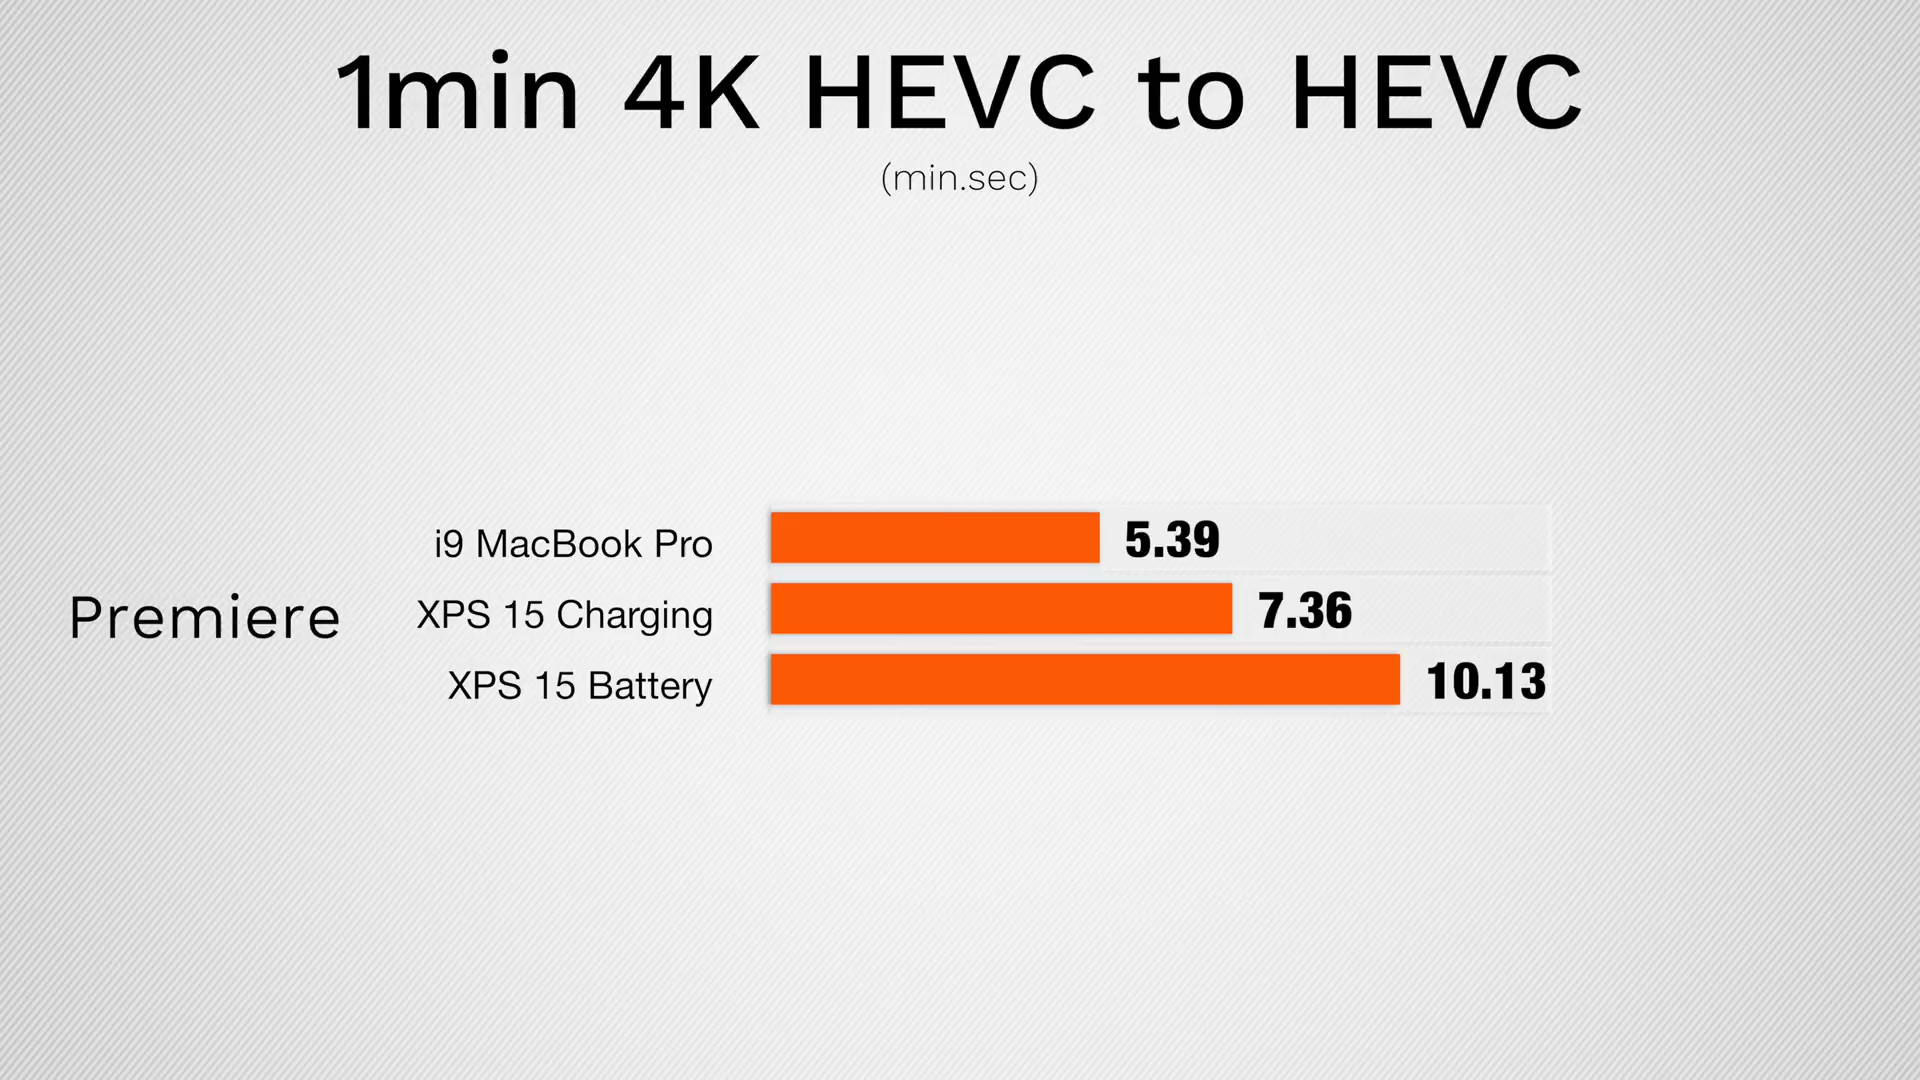 1min 4K HEVC to HEVC
(min.sec)
Premiere
i9 MacBook Pro 5.39
XPS 15 Charging 7.36
XPS 15 Battery 10.13